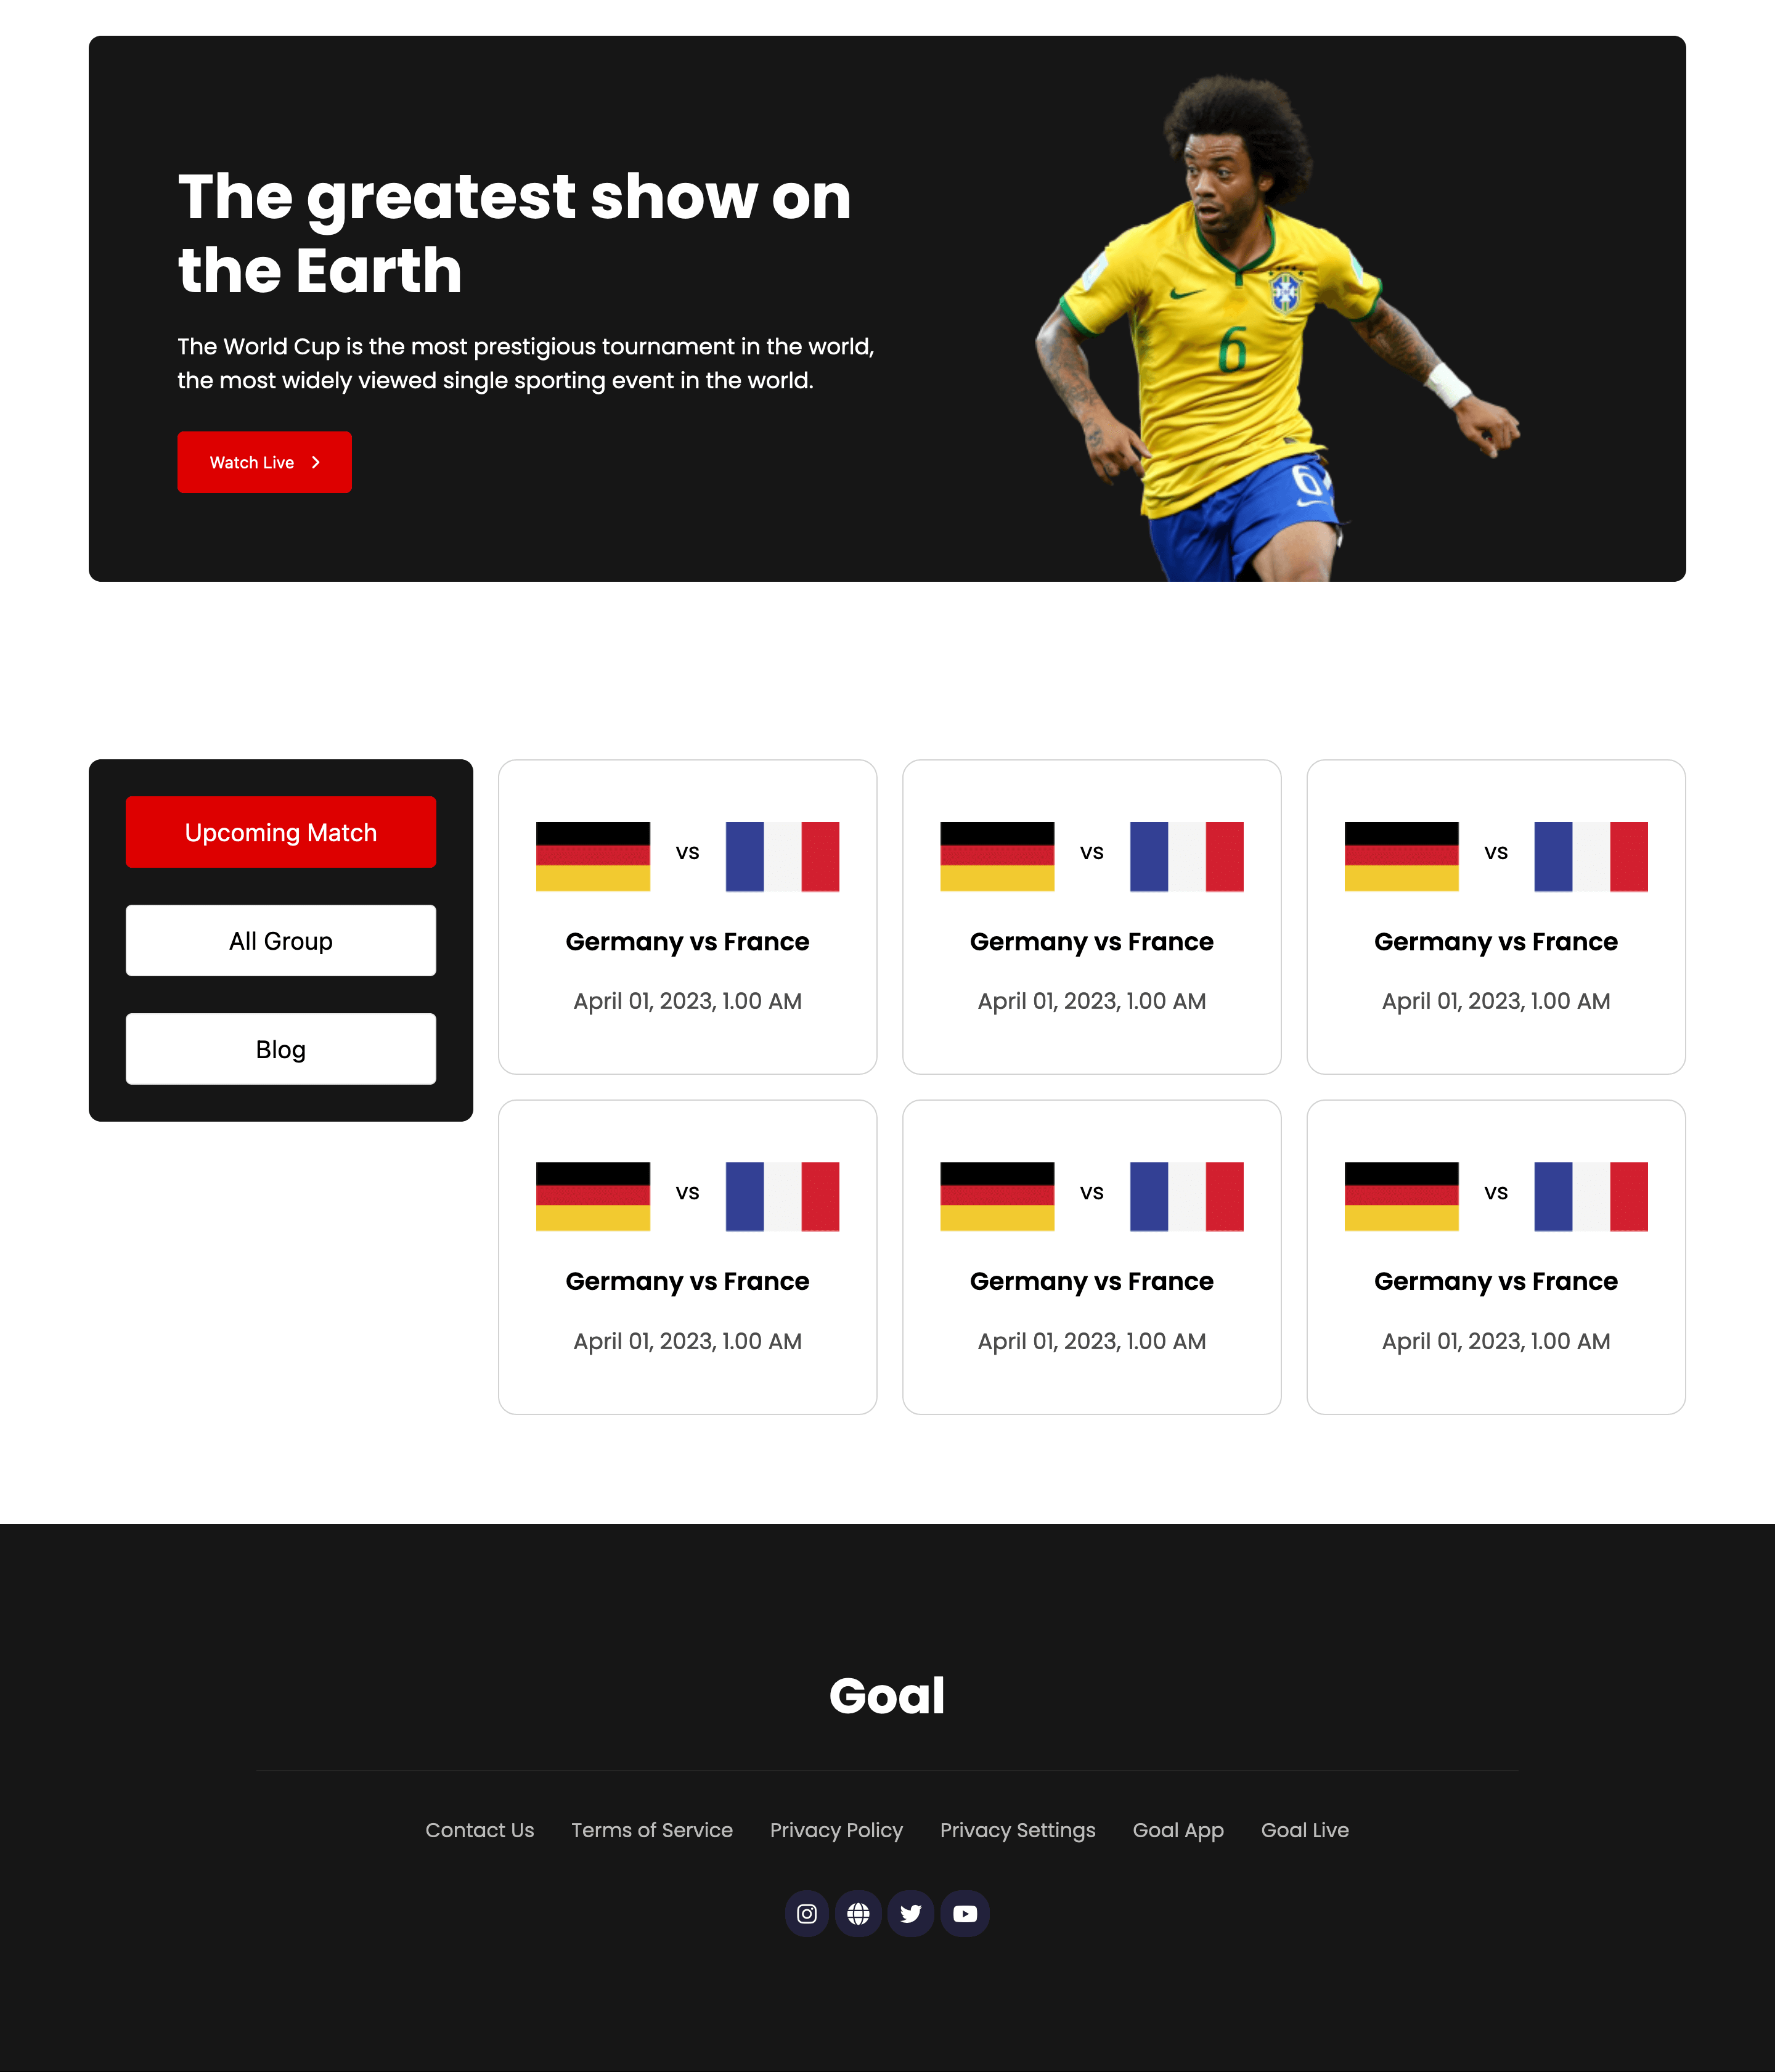 The greatest show on
the Earth
The World Cup is the most prestigious tournament in the world,
the most widely viewed single sporting event in the world.
Watch Live
6
6
Upcoming Match
All Group
Blog
vs
Germany vs France
April 01, 2023, 1.00 AM
vs
Germany vs France
April 01, 2023, 1.00 AM
vs
Germany vs France
April 01, 2023, 1.00 AM
vs
Germany vs France
April 01, 2023, 1.00 AM
vs
Germany vs France
April 01, 2023, 1.00 AM
vs
Germany vs France
April 01, 2023, 1.00 AM
Goal
Contact Us Terms of Service Privacy Policy Privacy Settings Goal App Goal Live